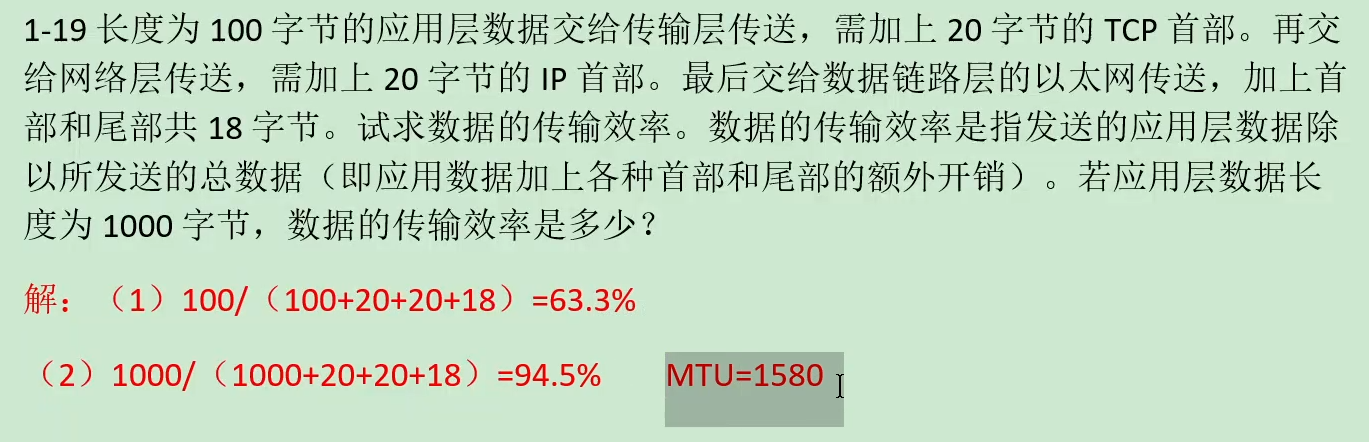 1-19 长度为 100 字节的应用层数据交给传输层传送，需加上 20 字节的 TCP 首部。再交
给网络层传送，需加上 20 字节的 IP 首部。最后交给数据链路层的以太网传送，加上首
部和尾部共 18 字节。试求数据的传输效率。数据的传输效率是指发送的应用层数据除
以所发送的总数据（即应用数据加上各种首部和尾部的额外开销）。若应用层数据长
度为 1000 字节，数据的传输效率是多少？
解：（1）100/（100+20+20+18）=63.3%
（2）1000/（1000+20+20+18）=94.5% MTU=1580